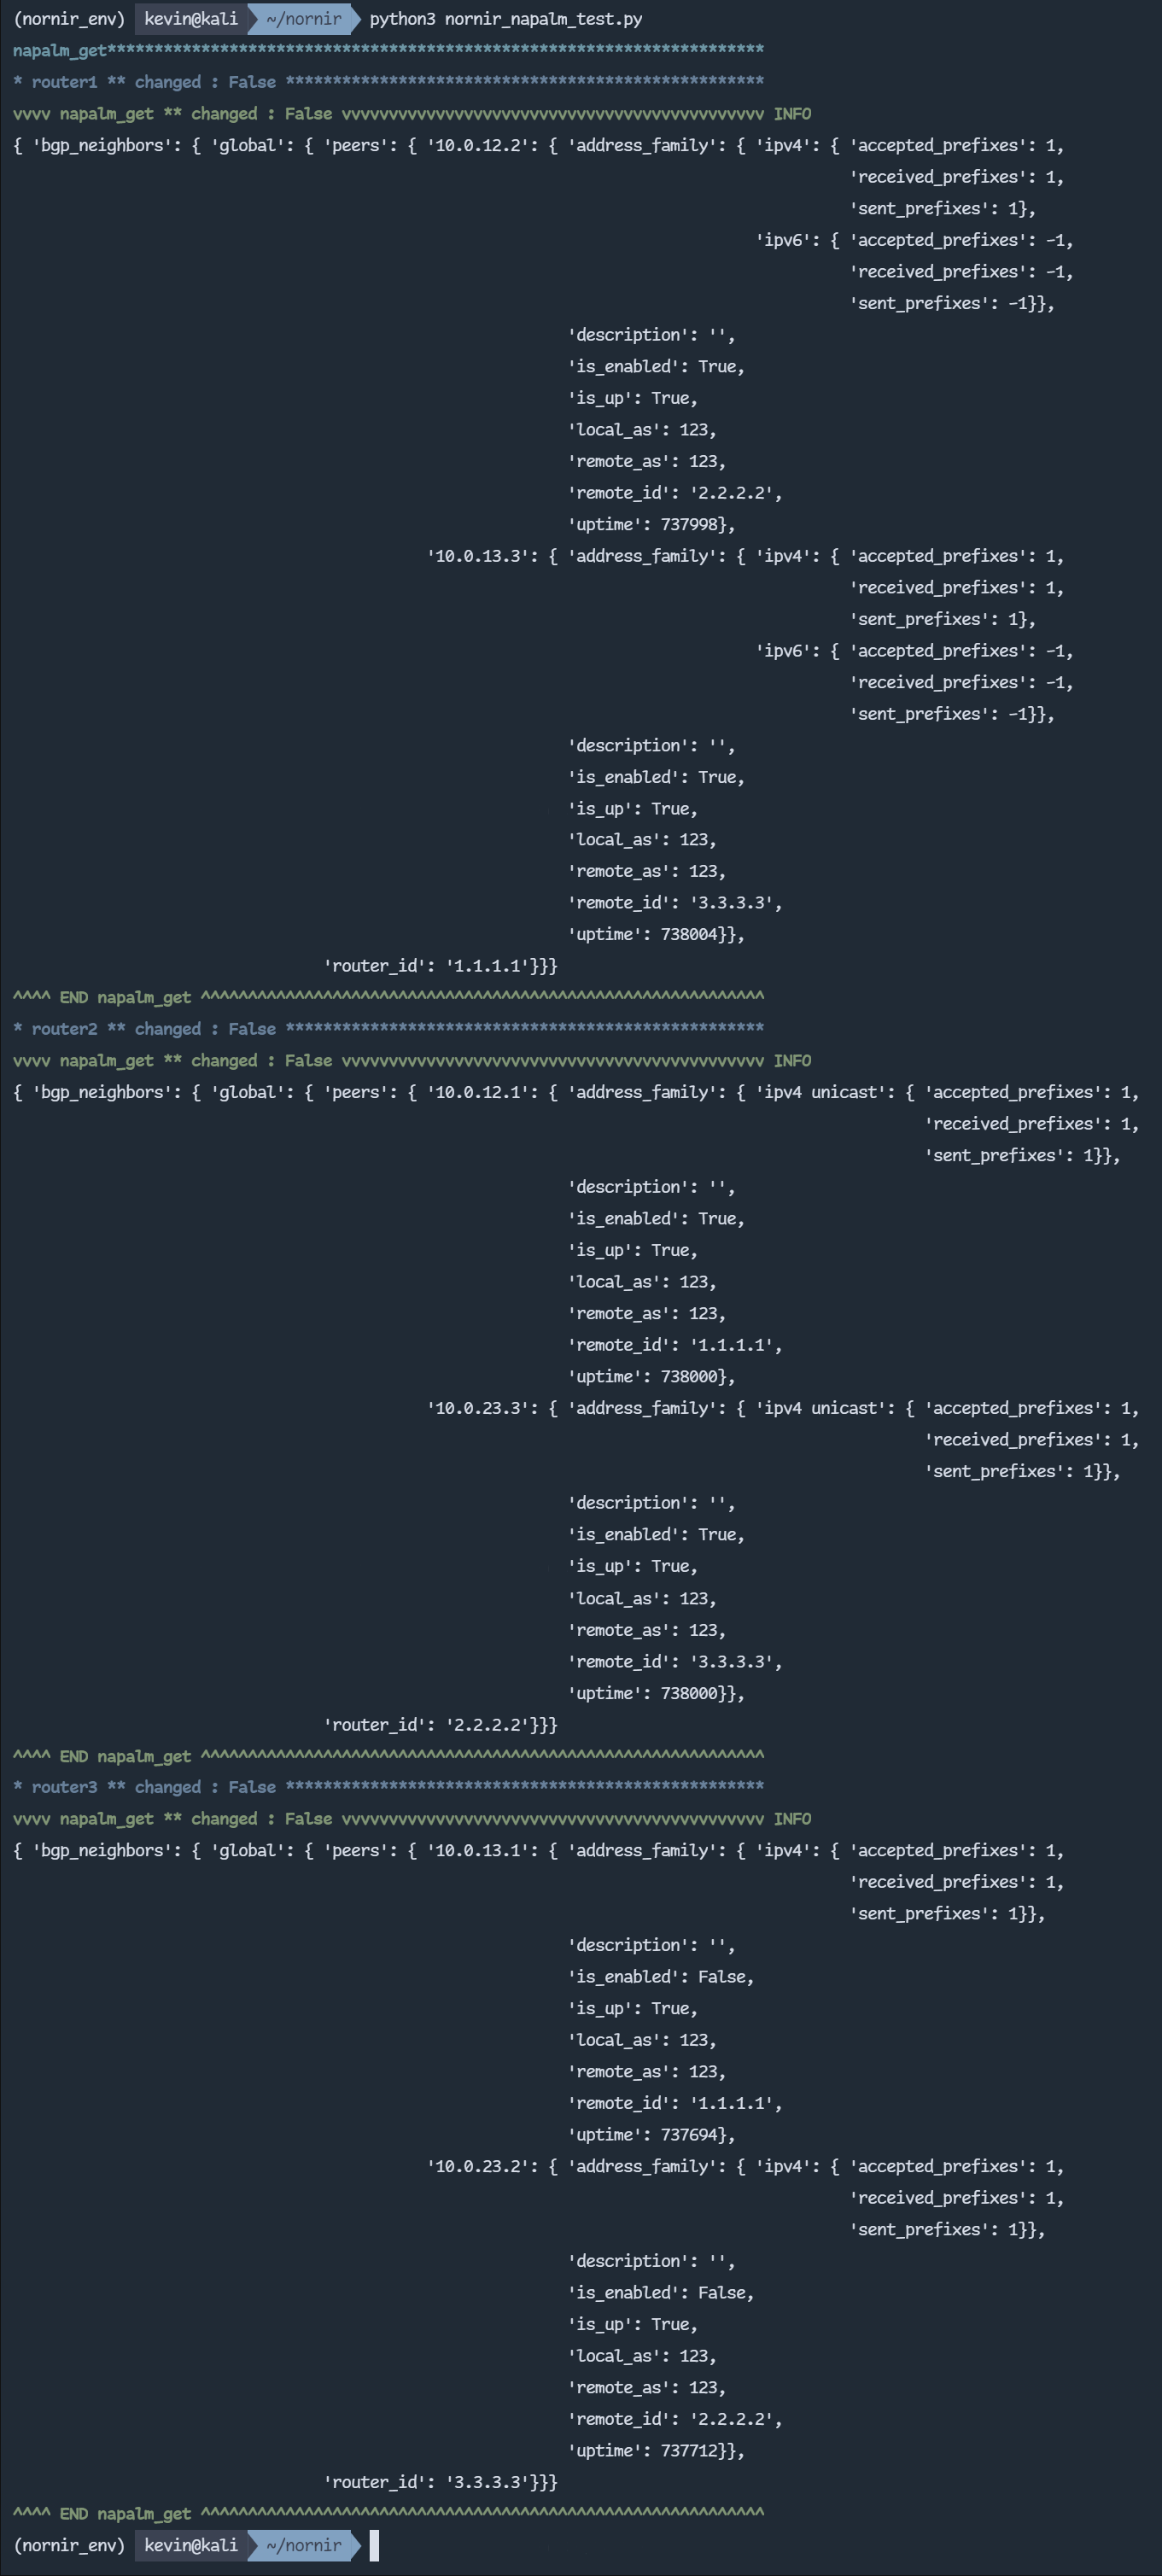 (nornir_env) kevin@kali ~/nornir python3 nornir_napalm_test.py
napalm_get**********************************************************************
* router1 ** changed : False ***************************************************
vvvv napalm_get ** changed : False vvvvvvvvvvvvvvvvvvvvvvvvvvvvvvvvvvvvvvvvvvvvv INFO
{ 'bgp_neighbors': { 'global': { 'peers': { '10.0.12.2': { 'address_family': { 'ipv4': { 'accepted_prefixes': 1,
'received_prefixes': 1,
'sent_prefixes': 1},
'ipv6': { 'accepted_prefixes': -1,
'received_prefixes': -1,
'sent_prefixes': -1}},
'description': '',
'is_enabled': True,
'is_up': True,
'local_as': 123,
'remote_as': 123,
'remote_id': '2.2.2.2',
'uptime': 737998},
'10.0.13.3': { 'address_family': { 'ipv4': { 'accepted_prefixes': 1,
'received_prefixes': 1,
'sent_prefixes': 1},
'ipv6': { 'accepted_prefixes': -1,
'received_prefixes': -1,
'sent_prefixes': -1}},
'description': '',
'is_enabled': True,
'is_up': True,
'local_as': 123,
'remote_as': 123,
'remote_id': '3.3.3.3',
'uptime': 738004}},
'router_id': '1.1.1.1'}}}
^^^^ END napalm_get ^^^^^^^^^^^^^^^^^^^^^^^^^^^^^^^^^^^^^^^^^^^^^^^^^^^^^^^^^^^^
* router2 ** changed : False ***************************************************
vvvv napalm_get ** changed : False vvvvvvvvvvvvvvvvvvvvvvvvvvvvvvvvvvvvvvvvvvvvv INFO
{ 'bgp_neighbors': { 'global': { 'peers': { '10.0.12.1': { 'address_family': { 'ipv4 unicast': { 'accepted_prefixes': 1,
'received_prefixes': 1,
'sent_prefixes': 1}},
'description': '',
'is_enabled': True,
'is_up': True,
'local_as': 123,
'remote_as': 123,
'remote_id': '1.1.1.1',
'uptime': 738000},
'10.0.23.3': { 'address_family': { 'ipv4 unicast': { 'accepted_prefixes': 1,
'received_prefixes': 1,
'sent_prefixes': 1}},
'description': '',
'is_enabled': True,
'is_up': True,
'local_as': 123,
'remote_as': 123,
'remote_id': '3.3.3.3',
'uptime': 738000}},
'router_id': '2.2.2.2'}}}
^^^^ END napalm_get ^^^^^^^^^^^^^^^^^^^^^^^^^^^^^^^^^^^^^^^^^^^^^^^^^^^^^^^^^^^^
* router3 ** changed : False ***************************************************
vvvv napalm_get ** changed : False vvvvvvvvvvvvvvvvvvvvvvvvvvvvvvvvvvvvvvvvvvvvv INFO
{ 'bgp_neighbors': { 'global': { 'peers': { '10.0.13.1': { 'address_family': { 'ipv4': { 'accepted_prefixes': 1,
'received_prefixes': 1,
'sent_prefixes': 1}},
'description': '',
'is_enabled': False,
'is_up': True,
'local_as': 123,
'remote_as': 123,
'remote_id': '1.1.1.1',
'uptime': 737694},
'10.0.23.2': { 'address_family': { 'ipv4': { 'accepted_prefixes': 1,
'received_prefixes': 1,
'sent_prefixes': 1}},
'description': '',
'is_enabled': False,
'is_up': True,
'local_as': 123,
'remote_as': 123,
'remote_id': '2.2.2.2',
'uptime': 737712}},
'router_id': '3.3.3.3'}}}
^^^^ END napalm_get ^^^^^^^^^^^^^^^^^^^^^^^^^^^^^^^^^^^^^^^^^^^^^^^^^^^^^^^^^^^^
(nornir_env) kevin@kali ~/nornir